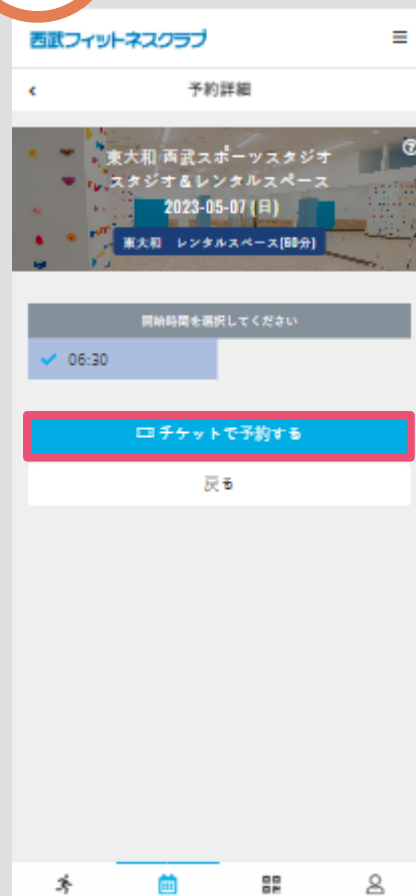 西武フィットネスクラブ
予約詳細
東大和 西武スポーツスタジオ
スタジオ&レンタルスペース
2023-05-07 (日)
東大和 レンタルスペース[60分]
開始時間を選択してください
06:30
チケットで予約する
戻る